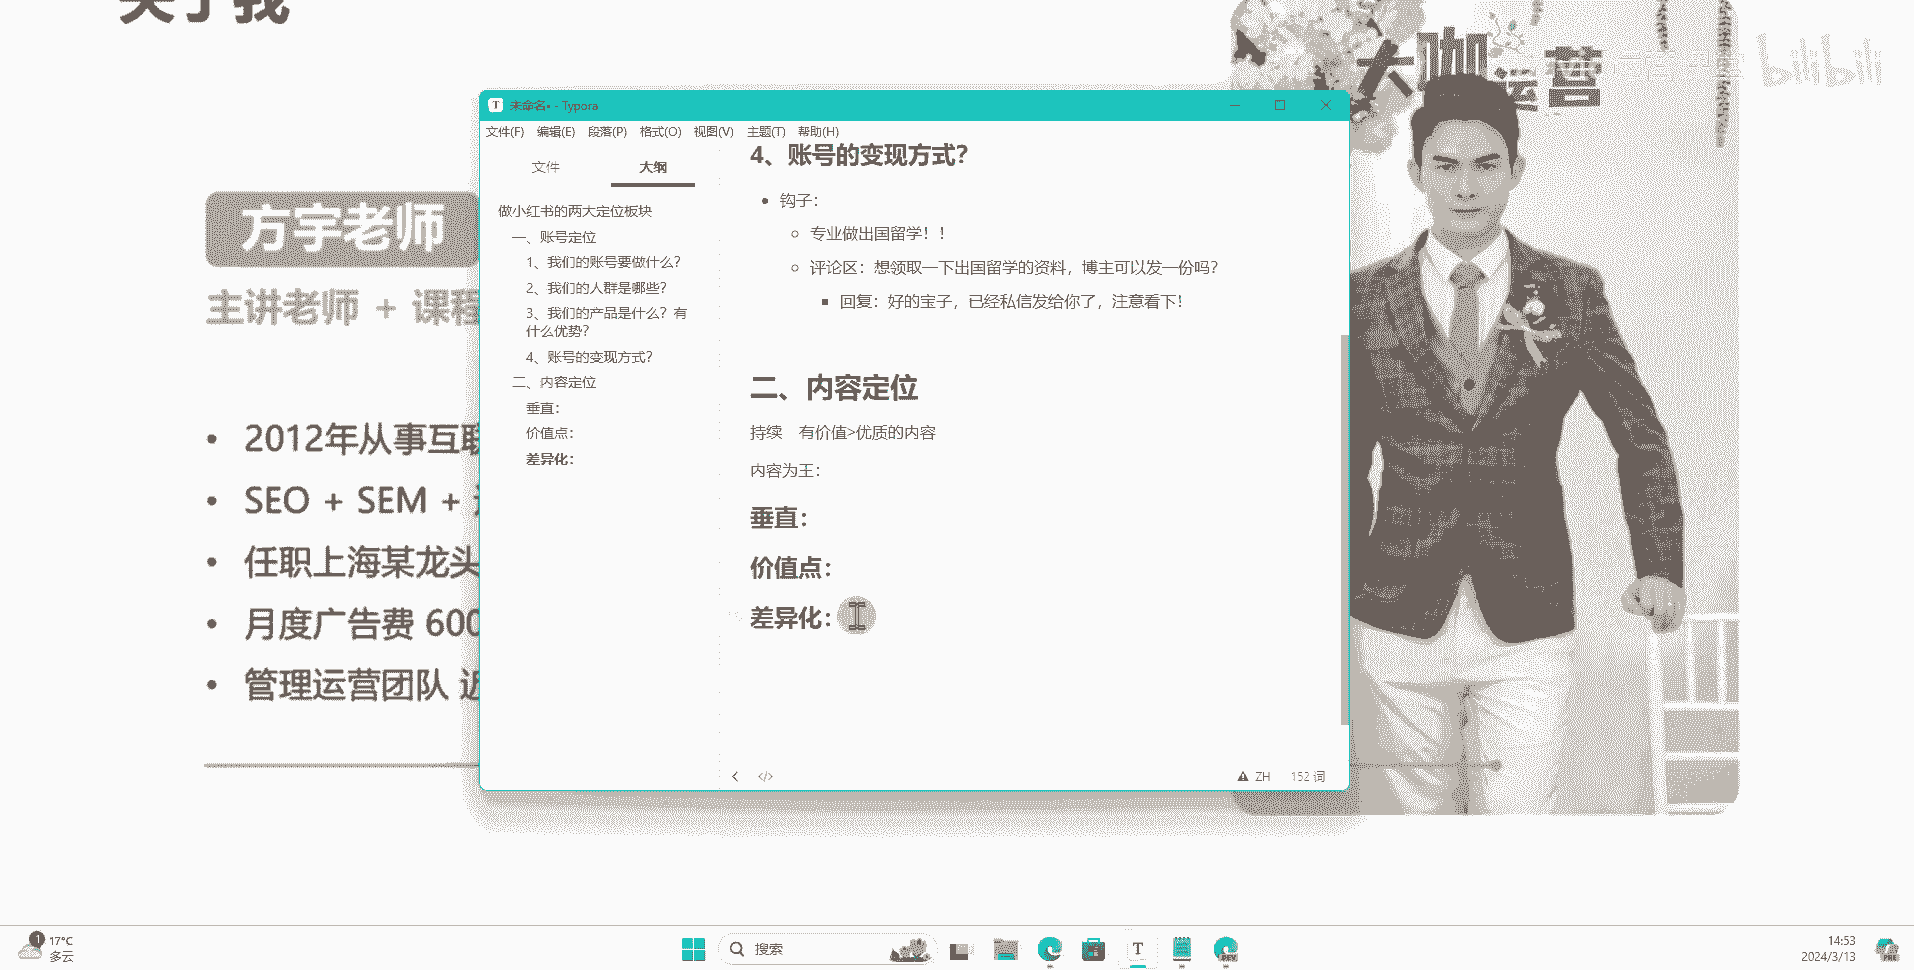 关于我
大咖运营
bilibili
方宇老师
主讲老师 + 课程
• 2012年从事互联
• SEO + SEM +
• 任职上海某龙头
• 月度广告费 600
• 管理运营团队 近
未命名• - Typora
文件(F) 编辑(E) 段落(P) 格式(O) 视图(V) 主题(T) 帮助(H)
文件 大纲
做小红书的两大定位板块
一、账号定位
1、我们的账号要做什么？
2、我们的人群是哪些？
3、我们的产品是什么？有
什么优势？
4、账号的变现方式？
二、内容定位
垂直：
价值点：
差异化：
4、账号的变现方式？
• 钩子：
专业做出国留学！！
评论区：想领取一下出国留学的资料，博主可以发一份吗？
回复：好的宝子，已经私信发给你了，注意看下！
二、内容定位
持续 有价值>优质的内容
内容为王：
垂直：
价值点：
差异化：
ZH 152 词
1
17°C
多云
搜索
T
DEV
14:53
2024/3/13
PRE